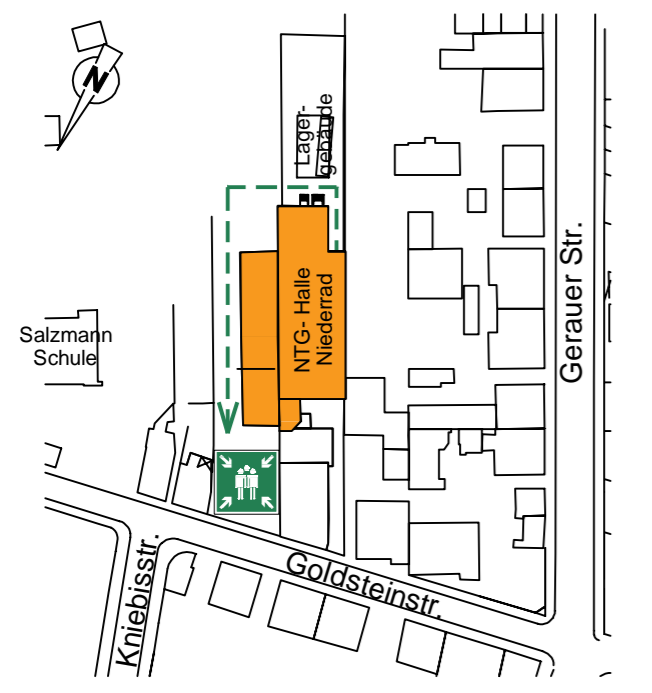 N
Lager-
gebäude
Gerauer Str.
NTG- Halle
Niederrad
Salzmann
Schule
Goldsteinstr.
Kniebisstr.